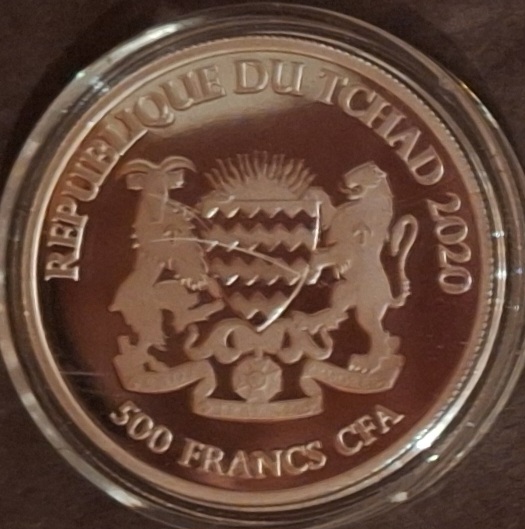 REPUBLIQUE DU TCHAD 2020
500 FRANCS CFA